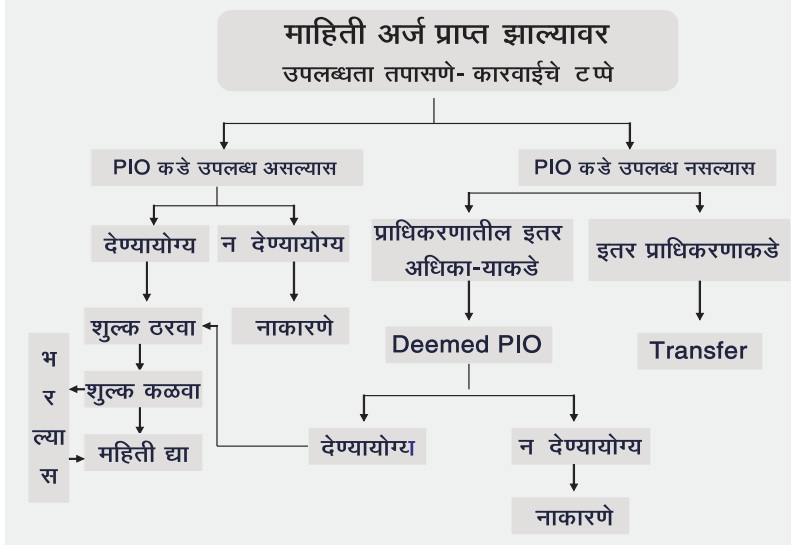 माहिती अर्ज प्राप्त झाल्यावर
उपलब्धता तपासणे- कारवाईचे टप्पे
PIO कडे उपलब्ध असल्यास
PIO कडे उपलब्ध नसल्यास
देण्यायोग्य
न देण्यायोग्य
प्राधिकरणातील इतर
अधिका-याकडे
इतर प्राधिकरणाकडे
शुल्क ठरवा
नाकारणे
Deemed PIO
Transfer
भ
र
ल्या
स
शुल्क कळवा
महिती द्या
देण्यायोग्य
न देण्यायोग्य
नाकारणे